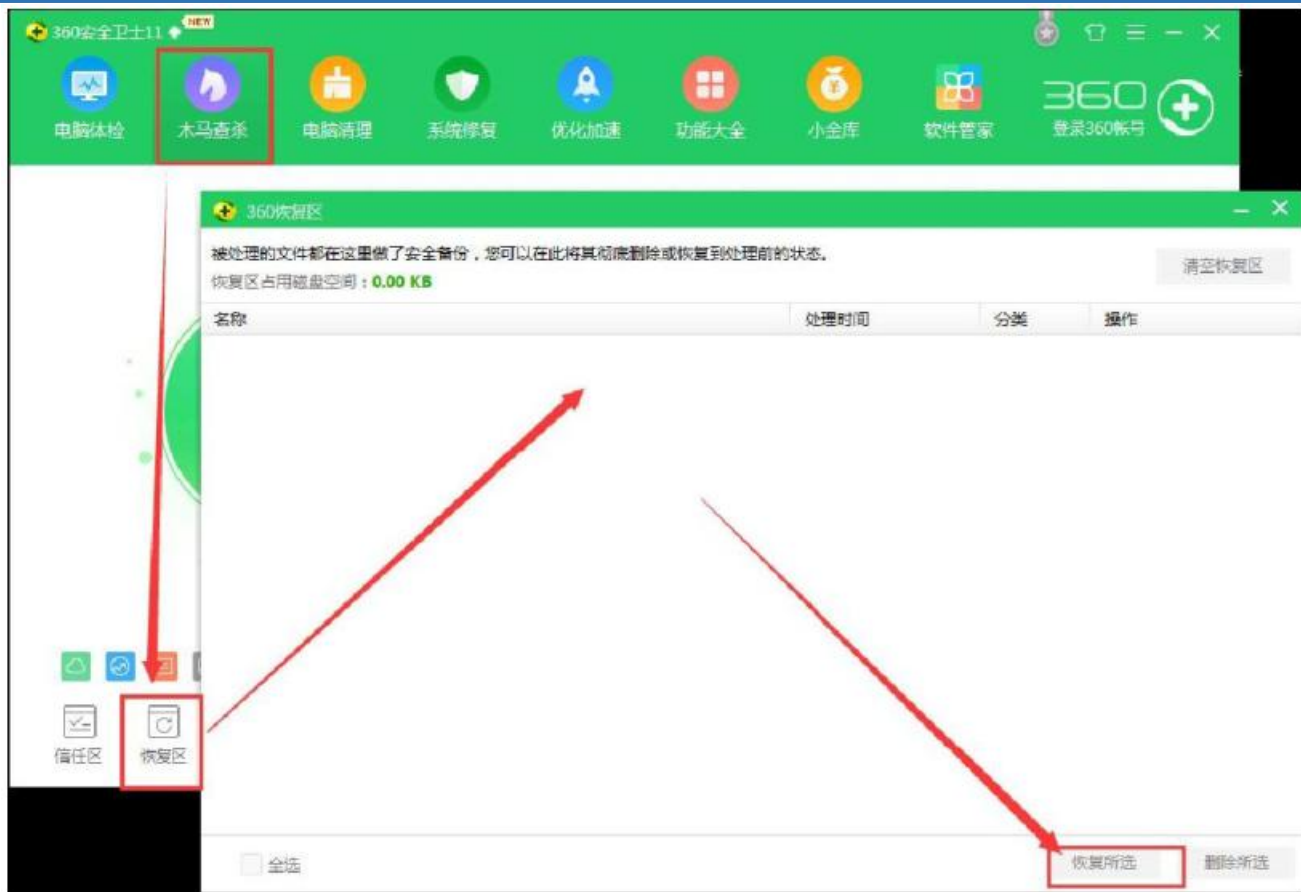 360安全卫士11
NEW
电脑体检
木马查杀
电脑清理
系统修复
优化加速
功能大全
小金库
软件管家
360
登录360帐号
360恢复区
被处理的文件都在这里做了安全备份，您可以在此将其彻底删除或恢复到处理前的状态。
恢复区占用磁盘空间：0.00 KB
清空恢复区
名称 处理时间 分类 操作
信任区
恢复区
全选
恢复所选
删除所选